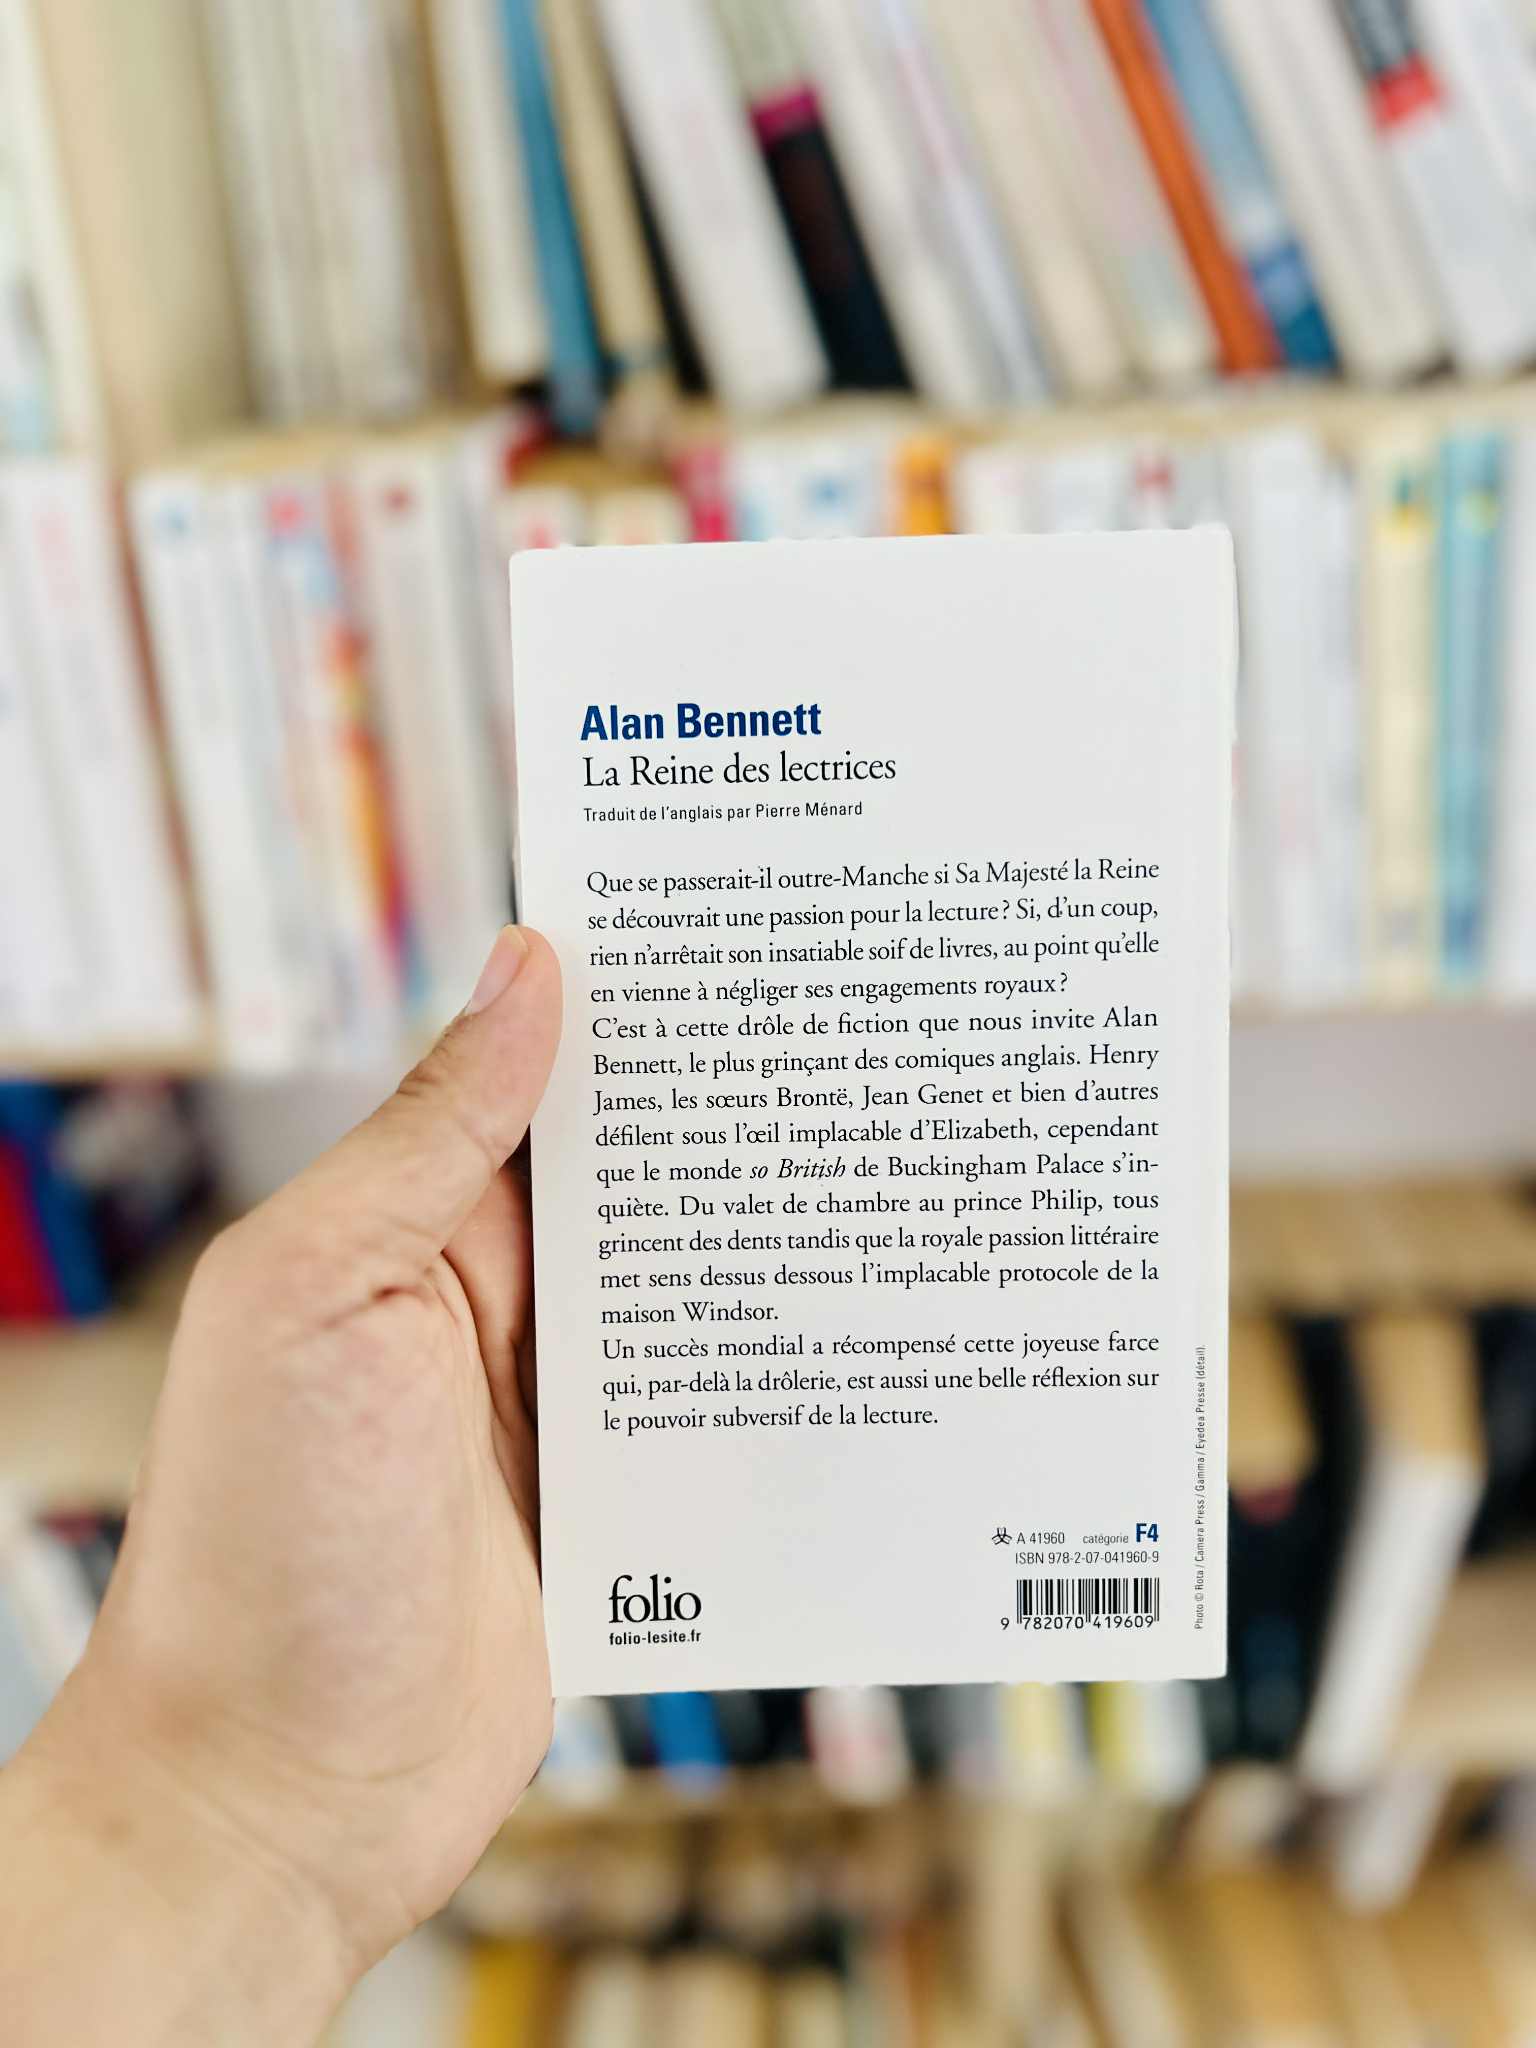 Alan Bennett
La Reine des lectrices
Traduit de l'anglais par Pierre Ménard
Que se passerait-il outre-Manche si Sa Majesté la Reine
se découvrait une passion pour la lecture ? Si, d'un coup,
rien n'arrêtait son insatiable soif de livres, au point qu'elle
en vienne à négliger ses engagements royaux ?
C'est à cette drôle de fiction que nous invite Alan
Bennett, le plus grinçant des comiques anglais. Henry
James, les sœurs Brontë, Jean Genet et bien d'autres
défilent sous l'œil implacable d'Elizabeth, cependant
que le monde so British de Buckingham Palace s'in-
quiète. Du valet de chambre au prince Philip, tous
grincent des dents tandis que la royale passion littéraire
met sens dessus dessous l'implacable protocole de la
maison Windsor.
Un succès mondial a récompensé cette joyeuse farce
qui, par-delà la drôlerie, est aussi une belle réflexion sur
le pouvoir subversif de la lecture.
A 41960 catégorie F4
ISBN 978-2-07-041960-9
9 782070 419609
folio
folio-lesite.fr
Photo © Rota / Camera Press / Gamma / Eyedea Presse (détail).